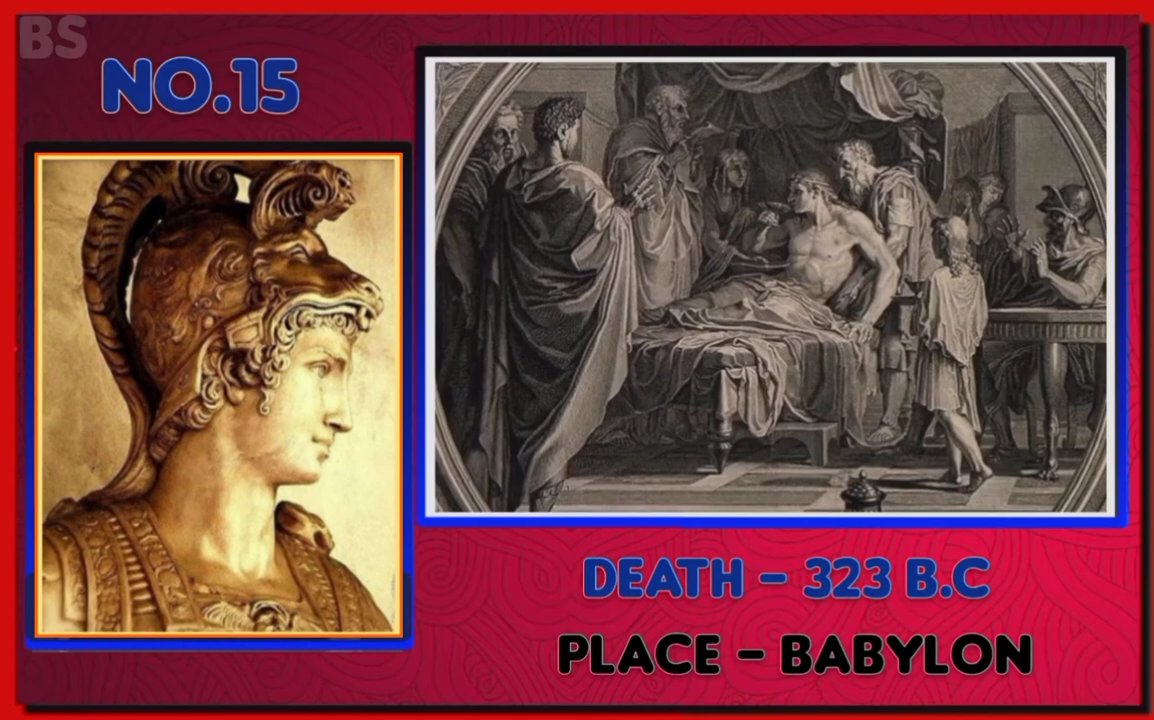 BS
NO.15
DEATH – 323 B.C
PLACE – BABYLON